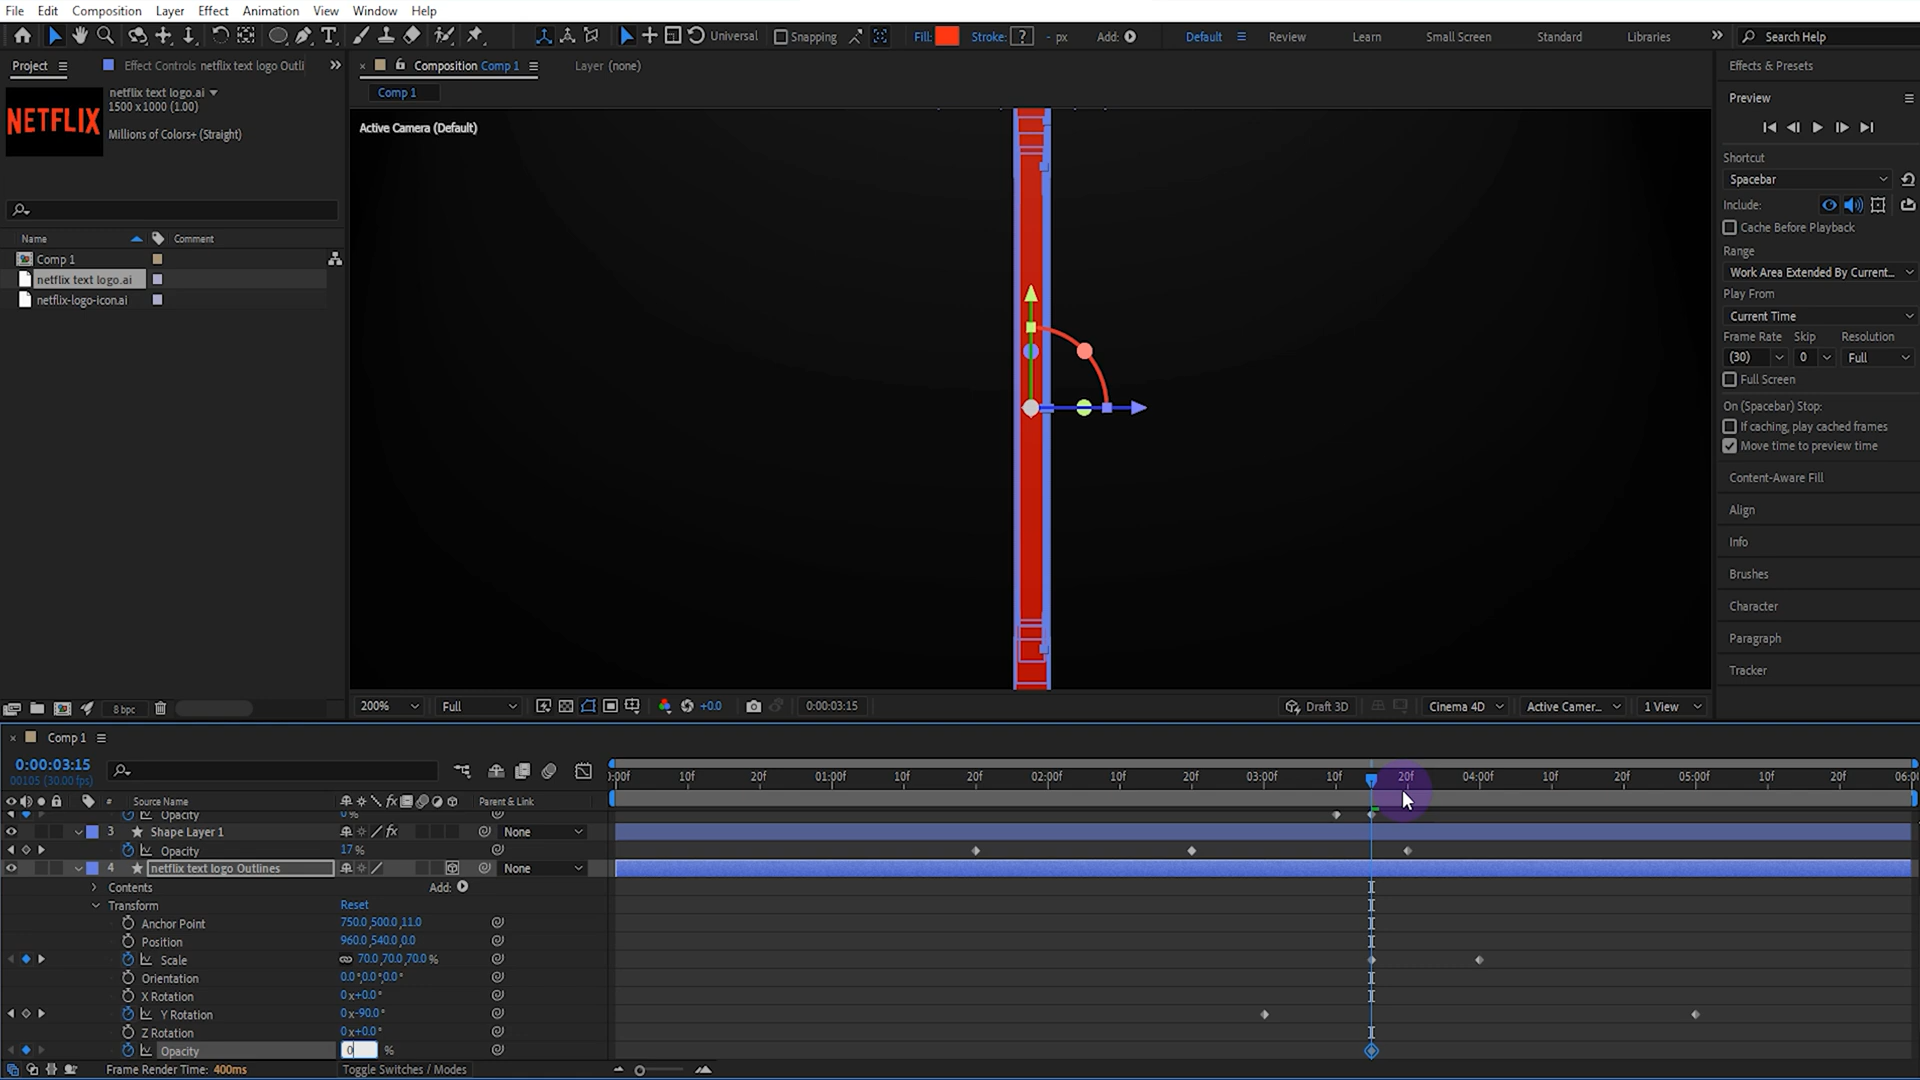 File Edit Composition Layer Effect Animation View Window Help
Universal Snapping Fill: Stroke: ? - px Add: Default Review Learn Small Screen Standard Libraries Search Help
Project Effect Controls netflix text logo Outli
Composition Comp 1 Layer (none)
Effects & Presets
NETFLIX
netflix text logo.ai
1500 x 1000 (1.00)
Millions of Colors+ (Straight)
Comp 1
Active Camera (Default)
Preview
Shortcut
Spacebar
Include:
Cache Before Playback
Range
Work Area Extended By Current...
Play From
Current Time
Frame Rate Skip Resolution
(30) 0 Full
Full Screen
On (Spacebar) Stop:
If caching, play cached frames
Move time to preview time
Content-Aware Fill
Align
Info
Brushes
Character
Paragraph
Tracker
Name Comment
Comp 1
netflix text logo.ai
netflix-logo-icon.ai
8 bpc
200% Full +0.0 0:00:03:15 Draft 3D Cinema 4D Active Camer... 1 View
Comp 1
0:00:03:15
00105 (30.00 fps)
):00f 10f 20f 01:00f 10f 20f 02:00f 10f 20f 03:00f 10f 20f 04:00f 10f 20f 05:00f 10f 20f 06:0
# Source Name fx Parent & Link
Opacity 0%
3 Shape Layer 1 fx None
Opacity 17%
4 netflix text logo Outlines None
Contents Add:
Transform Reset
Anchor Point 750.0,500.0,11.0
Position 960.0,540.0,0.0
Scale 70.0,70.0,70.0%
Orientation 0.0°,0.0°,0.0°
X Rotation 0x+0.0°
Y Rotation 0x-90.0°
Z Rotation 0x+0.0°
Opacity 0 %
Frame Render Time: 400ms Toggle Switches / Modes